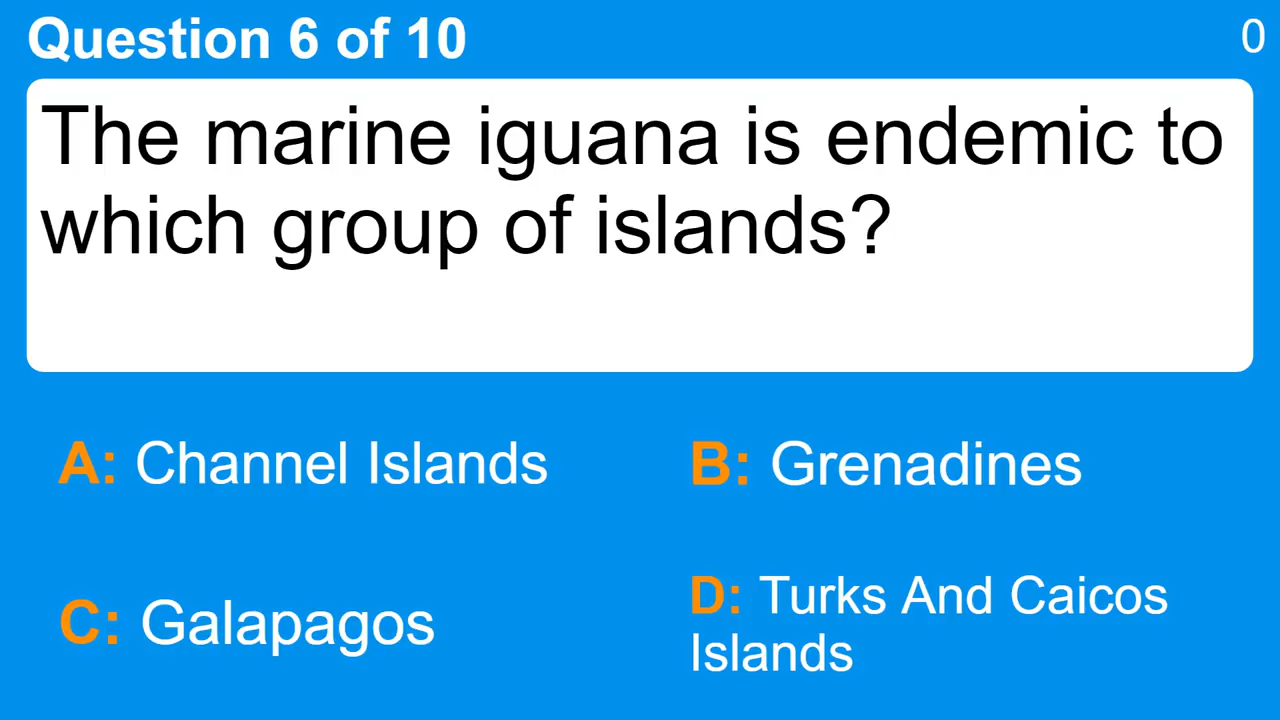 Question 6 of 10
0
The marine iguana is endemic to
which group of islands?
A: Channel Islands
B: Grenadines
C: Galapagos
D: Turks And Caicos
Islands